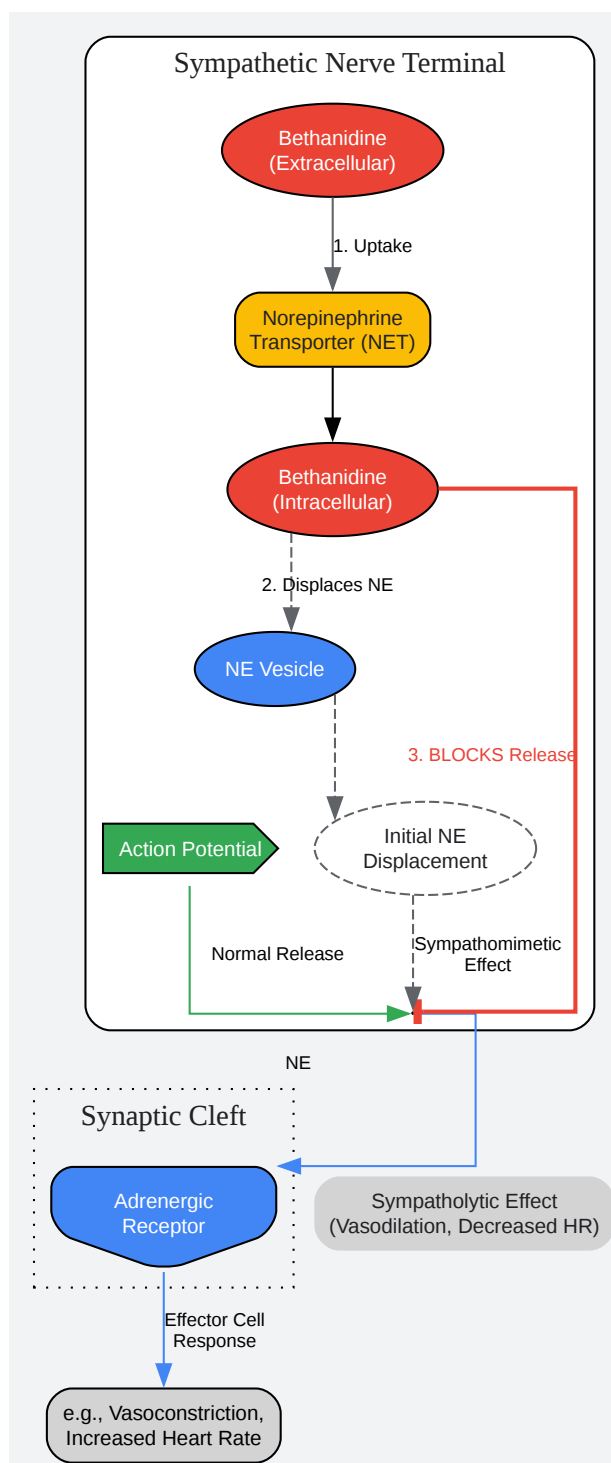 Sympathetic Nerve Terminal
Bethanidine
(Extracellular)
1. Uptake
Norepinephrine
Transporter (NET)
Bethanidine
(Intracellular)
2. Displaces NE
NE Vesicle
3. BLOCKS Release
Action Potential
Initial NE
Displacement
Normal Release
Sympathomimetic
Effect
NE
Synaptic Cleft
Adrenergic
Receptor
Sympatholytic Effect
(Vasodilation, Decreased HR)
Effector Cell
Response
e.g., Vasoconstriction,
Increased Heart Rate